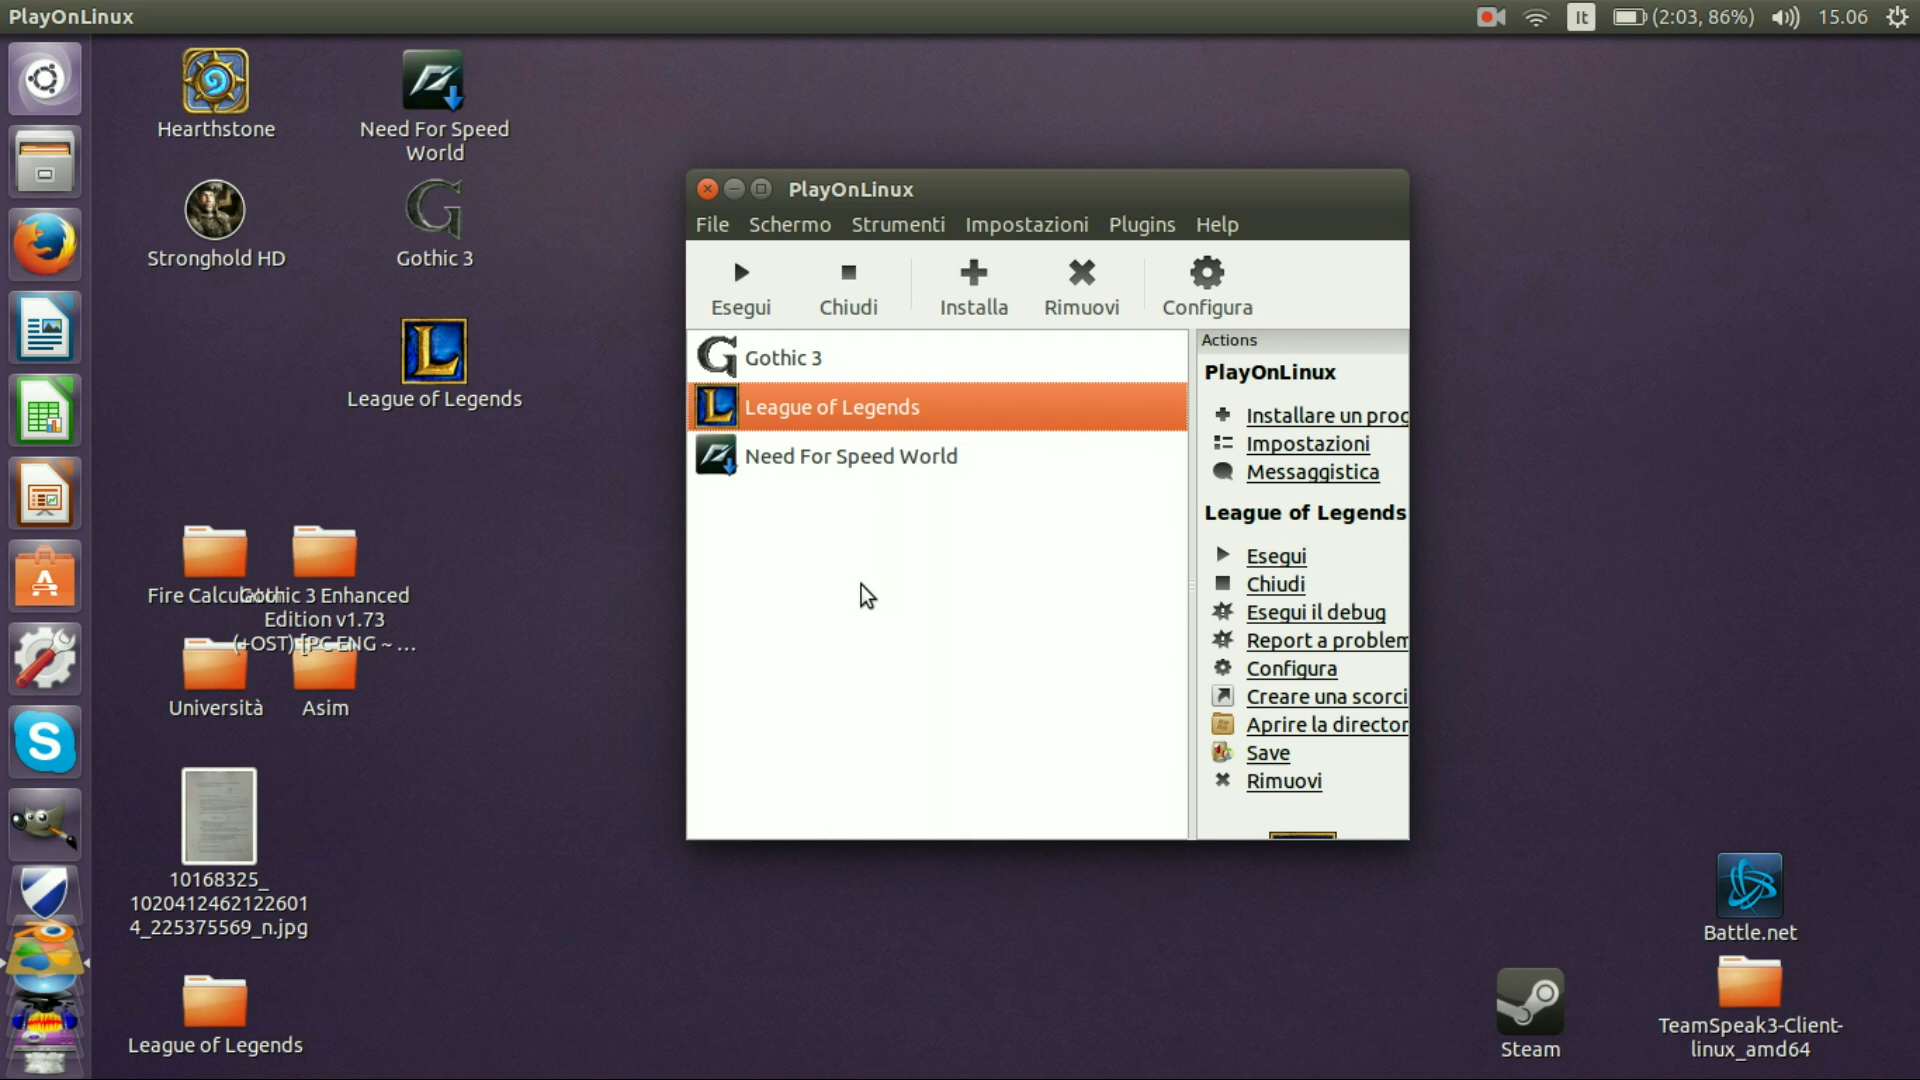 PlayOnLinux
It
(2:03, 86%)
15.06
Hearthstone
Need For Speed
World
Stronghold HD
Gothic 3
League of Legends
Gothic 3 Enhanced
Edition v1.73
(+OST) [PC ENG ~ ...
Università
Asim
10168325_
1020412462122601
4_225375569_n.jpg
League of Legends
PlayOnLinux
File Schermo Strumenti Impostazioni Plugins Help
Esegui
Chiudi
Installa
Rimuovi
Configura
Gothic 3
League of Legends
Need For Speed World
Actions
PlayOnLinux
Installare un prog
Impostazioni
Messaggistica
League of Legends
Esegui
Chiudi
Esegui il debug
Report a problem
Configura
Creare una scorci
Aprire la director
Save
Rimuovi
Battle.net
Steam
TeamSpeak3-Client-
linux_amd64